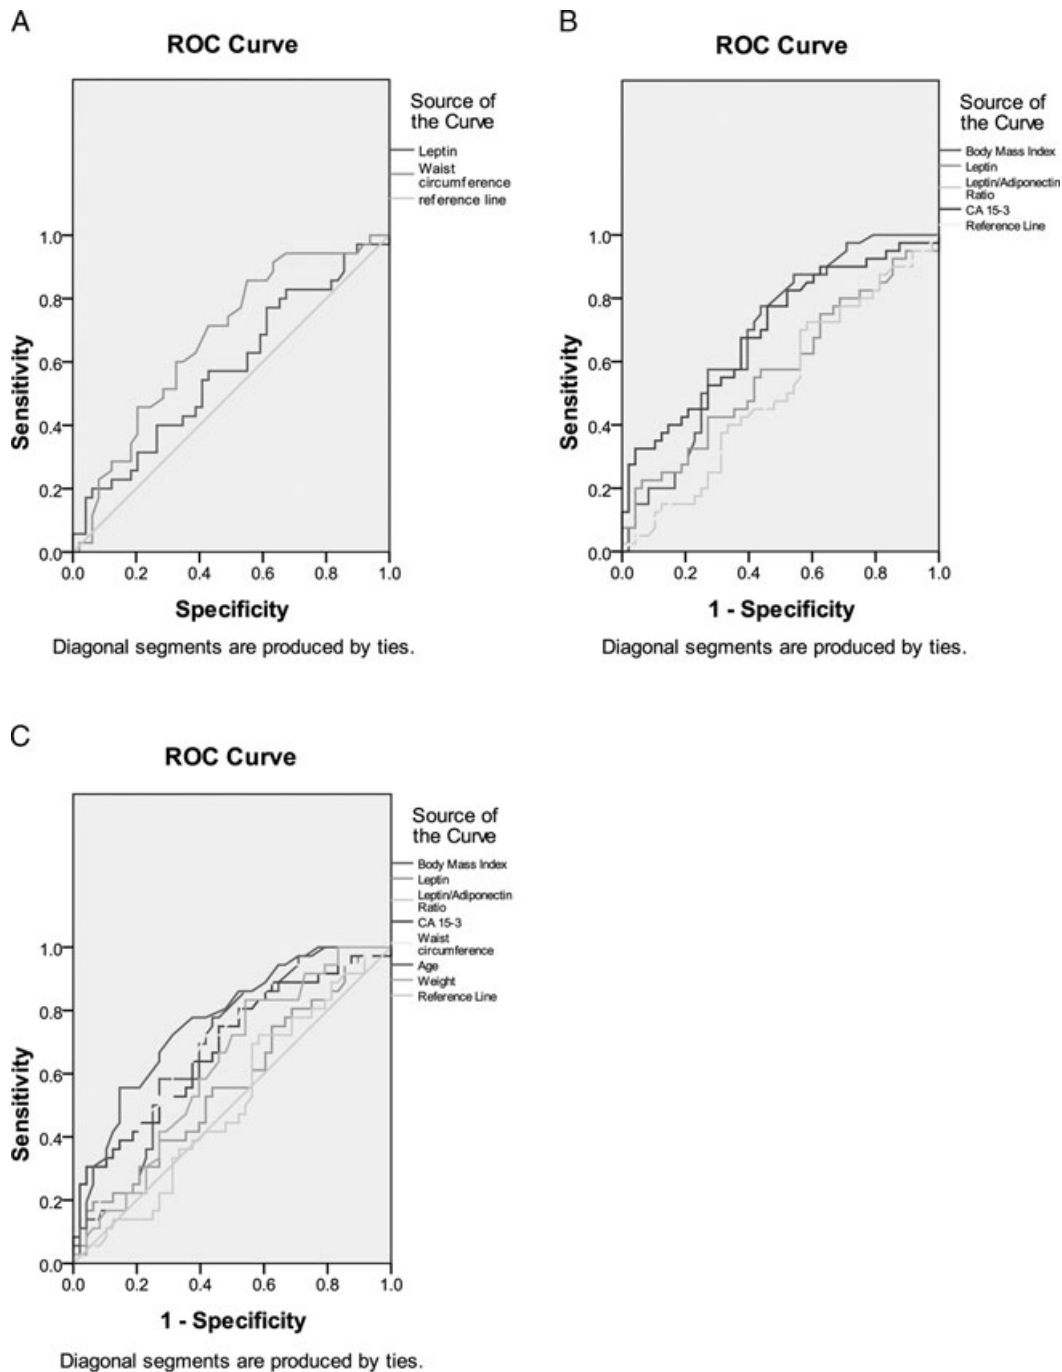 A
ROC Curve
Source of
the Curve
Leptin
Waist
circumference
reference line
1.0
0.8
0.6
0.4
0.2
0.0
Sensitivity
0.0 0.2 0.4 0.6 0.8 1.0
Specificity
Diagonal segments are produced by ties.
B
ROC Curve
Source of
the Curve
Body Mass Index
Leptin
Leptin/Adiponectin
Ratio
CA 15-3
Reference Line
1.0
0.8
0.6
0.4
0.2
0.0
Sensitivity
0.0 0.2 0.4 0.6 0.8 1.0
1 - Specificity
Diagonal segments are produced by ties.
C
ROC Curve
Source of
the Curve
Body Mass Index
Leptin
Leptin/Adiponectin
Ratio
CA 15-3
Waist
circumference
Age
Weight
Reference Line
1.0
0.8
0.6
0.4
0.2
0.0
Sensitivity
0.0 0.2 0.4 0.6 0.8 1.0
1 - Specificity
Diagonal segments are produced by ties.